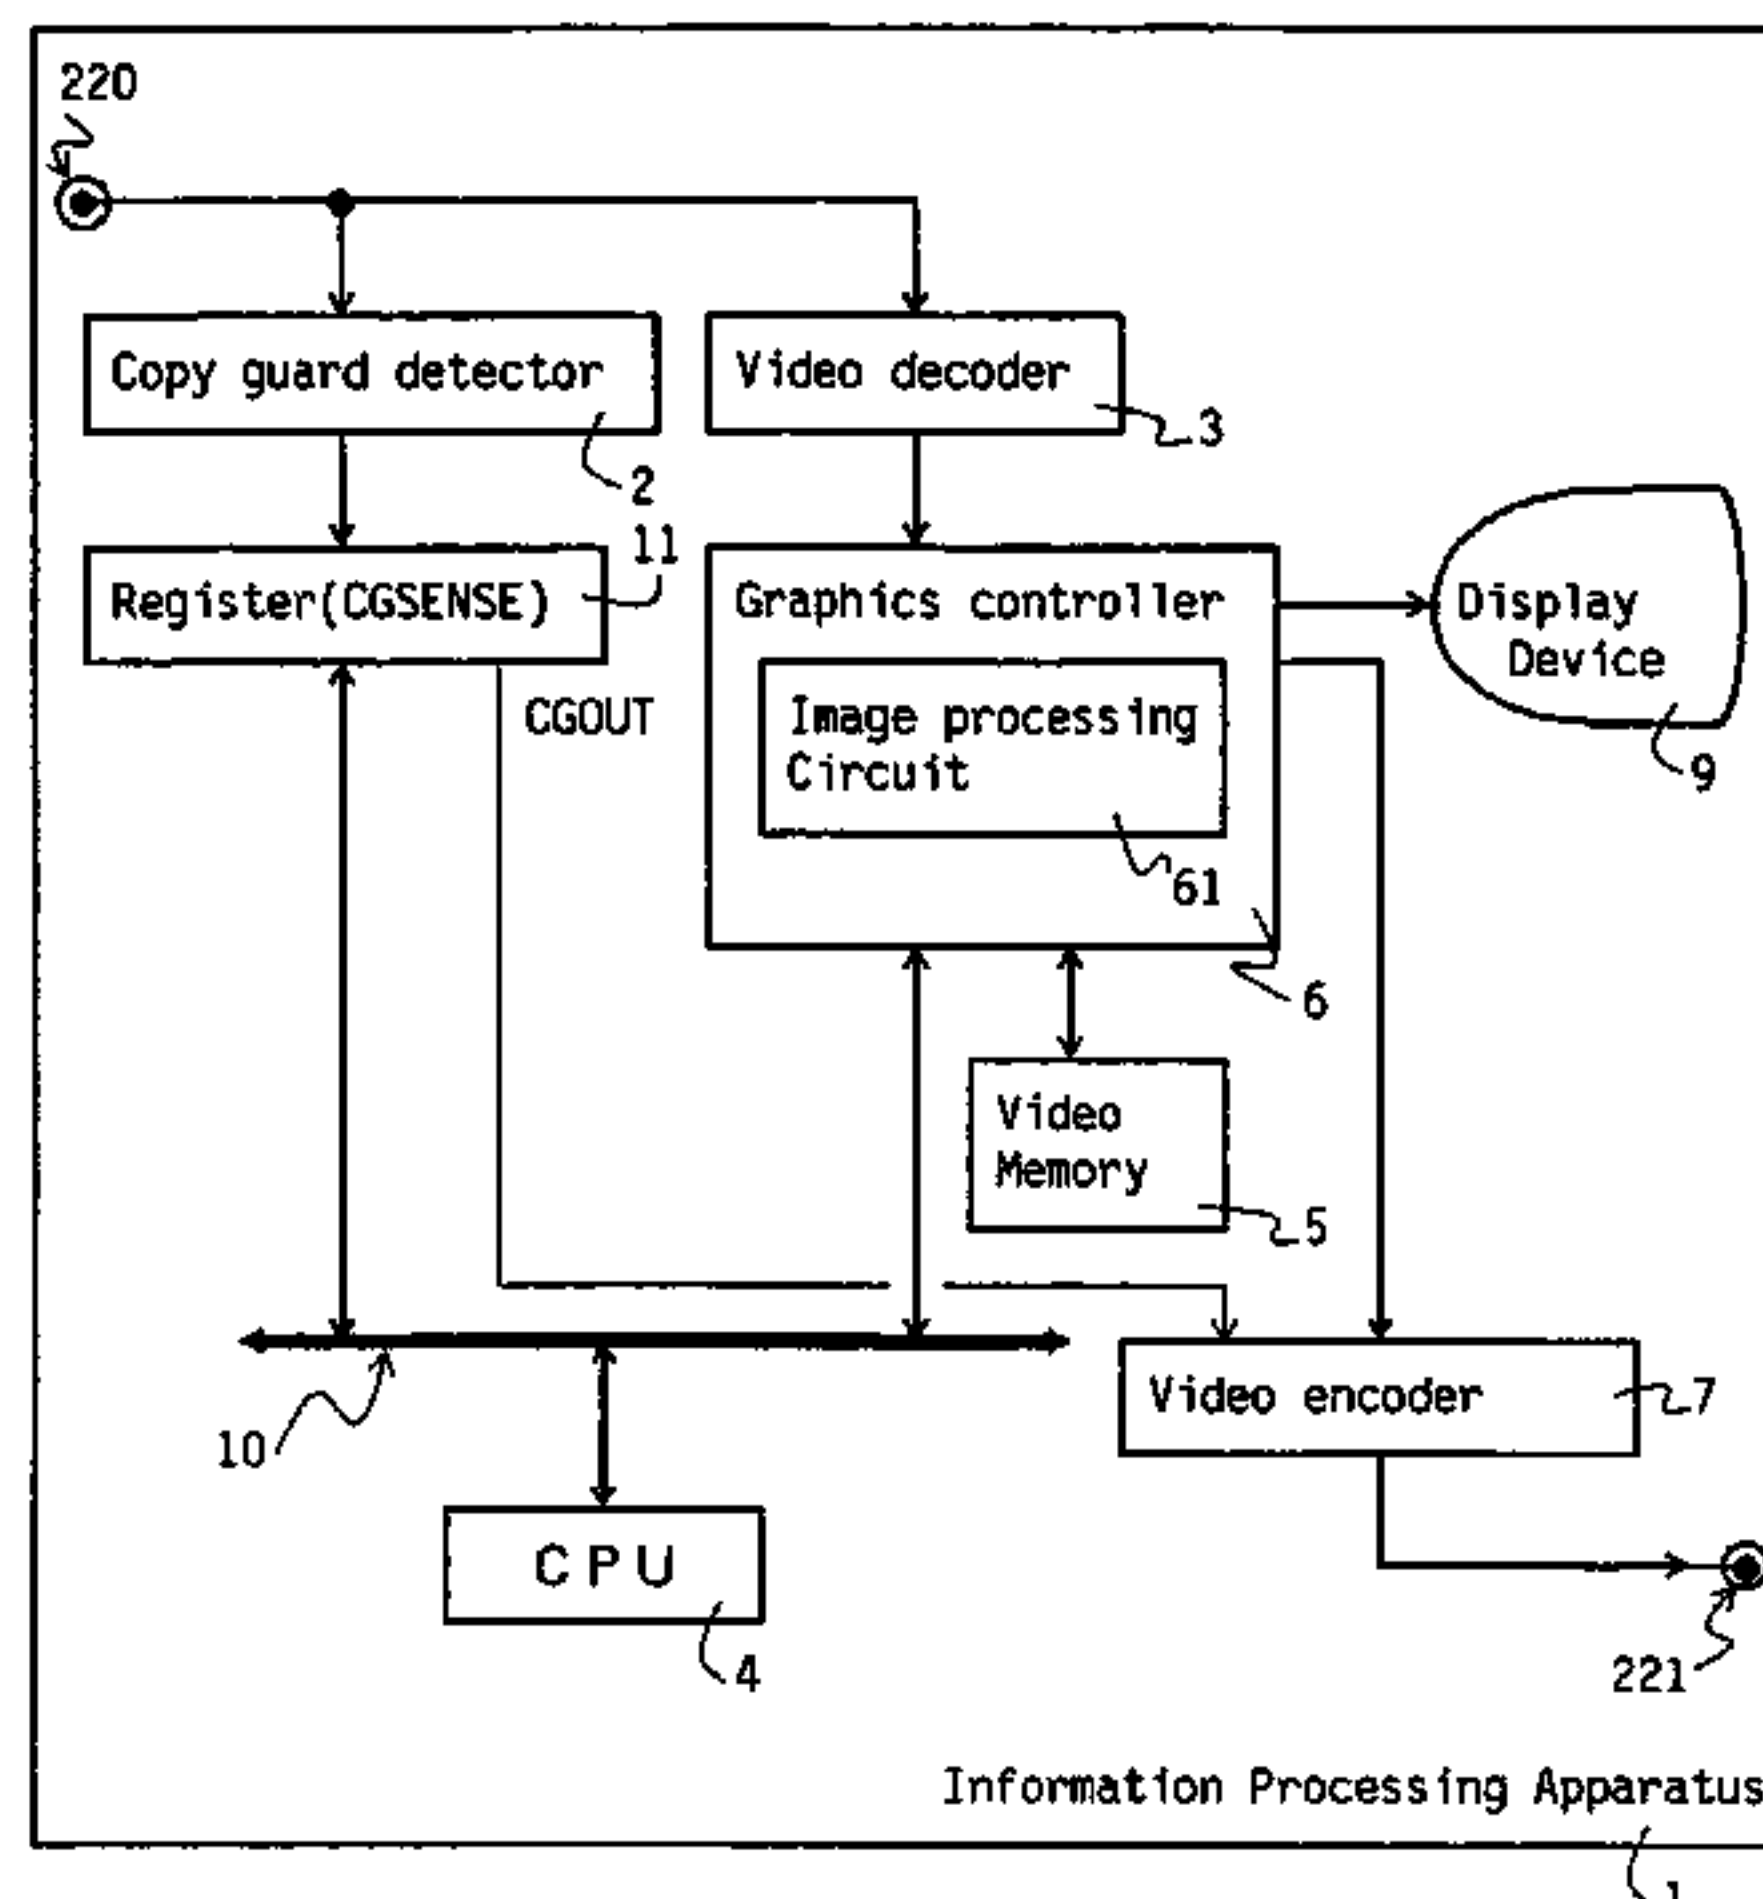 220
Copy guard detector
2
Video decoder
3
Register(CGSENSE)
11
CGOUT
Graphics controller
Image processing
Circuit
61
6
Display
Device
9
Video
Memory
5
10
Video encoder
7
CPU
4
221
Information Processing Apparatus
1